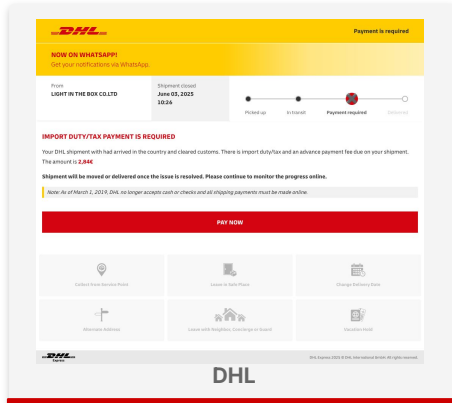 DHL
Payment is required
NOW ON WHATSAPP!
Get your notifications via WhatsApp.
From
LIGHT IN THE BOX CO.LTD
Shipment closed
June 03, 2025
10:26
Picked up
In transit
Payment required
Delivered
IMPORT DUTY/TAX PAYMENT IS REQUIRED
Your DHL shipment with had arrived in the country and cleared customs. There is import duty/tax and an advance payment fee due on your shipment.
The amount is 2,84€
Shipment will be moved or delivered once the issue is resolved. Please continue to monitor the progress online.
Note: As of March 1, 2019, DHL no longer accepts cash or checks and all shipping payments must be made online.
PAY NOW
Collect from Service Point
Leave in Safe Place
Change Delivery Date
Alternate Address
Leave with Neighbor, Concierge or Guard
Vacation Hold
DHL
Express
DHL Express 2025 © DHL International GmbH. All rights reserved.
DHL